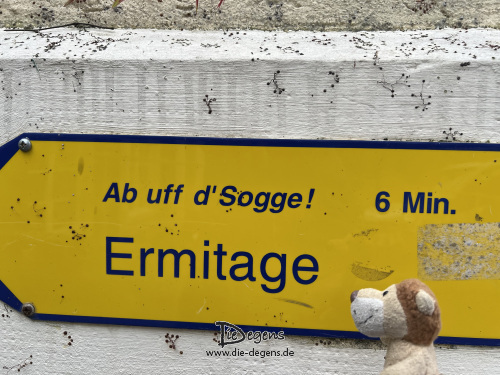 Ab uff d'Sogge! 6 Min.
Ermitage
Die Degens
www.die-degens.de